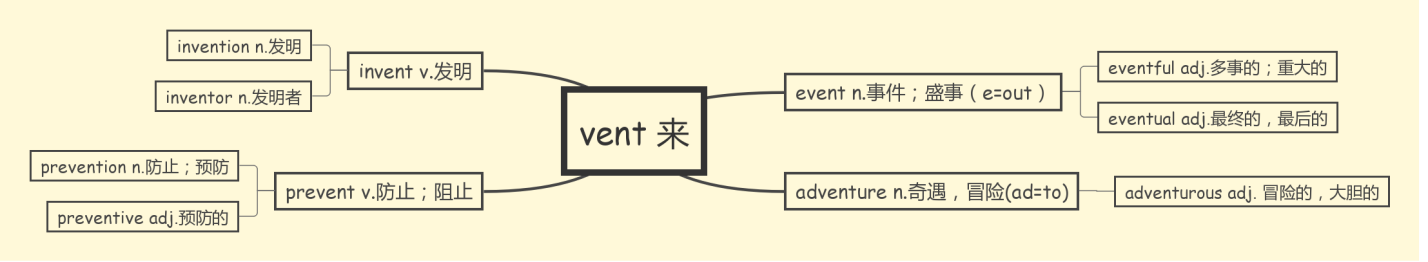 vent 来
invent v.发明
invention n.发明
inventor n.发明者
prevent v.防止；阻止
prevention n.防止；预防
preventive adj.预防的
event n.事件；盛事（e=out）
eventful adj.多事的；重大的
eventual adj.最终的，最后的
adventure n.奇遇，冒险(ad=to)
adventurous adj. 冒险的，大胆的